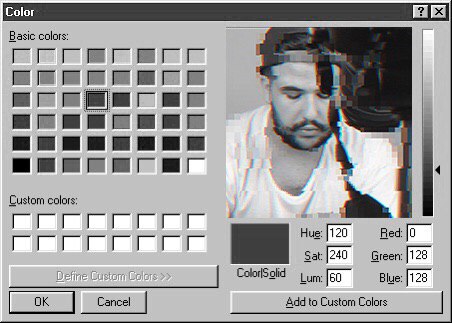 Color
Basic colors:
Custom colors:
Define Custom Colors >>
OK Cancel
Color|Solid
Hue: 120 Red: 0
Sat: 240 Green: 128
Lum: 60 Blue: 128
Add to Custom Colors